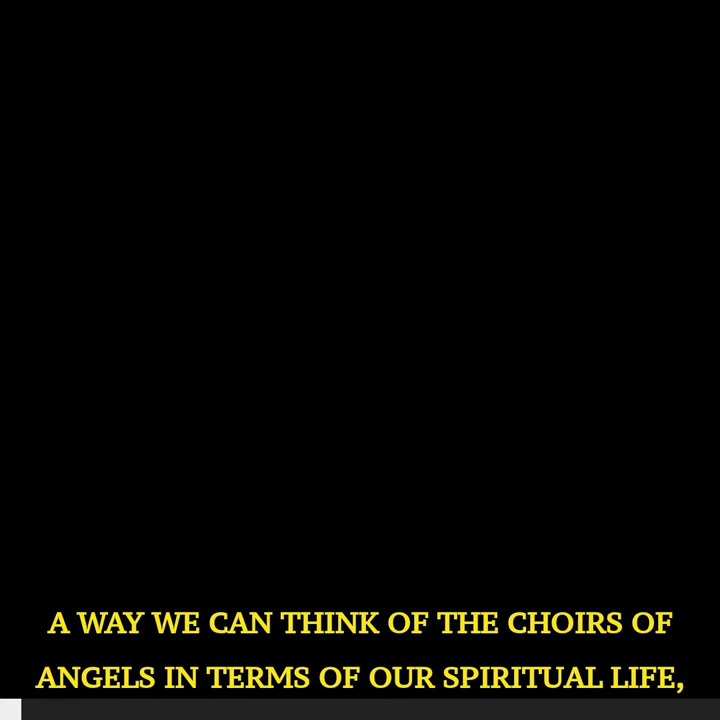 A WAY WE CAN THINK OF THE CHOIRS OF
ANGELS IN TERMS OF OUR SPIRITUAL LIFE,